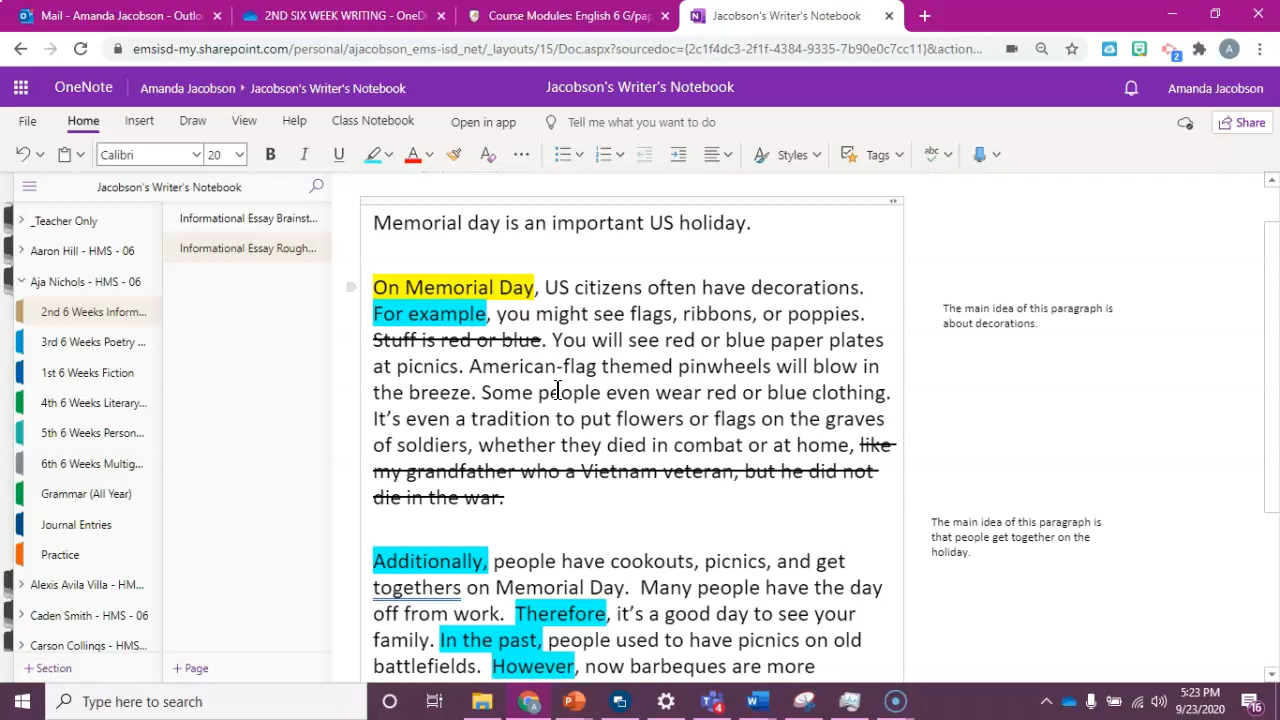 Mail - Amanda Jacobson - Outlo
2ND SIX WEEK WRITING - OneD
Course Modules: English 6 G/pa
Jacobson's Writer's Notebook
emsisd-my.sharepoint.com/personal/ajacobson_ems-isd_net/_layouts/15/Doc.aspx?sourcedoc={2c1f4dc3-2f1f-4384-9335-7b90e0c7cc11}&action...
2
A
OneNote
Amanda Jacobson › Jacobson's Writer's Notebook
Jacobson's Writer's Notebook
Amanda Jacobson
File
Home
Insert
Draw
View
Help
Class Notebook
Open in app
Tell me what you want to do
Share
Calibri
20
B
I
U
A
Styles
Tags
Jacobson's Writer's Notebook
_Teacher Only
Aaron Hill - HMS - 06
Aja Nichols - HMS - 06
2nd 6 Weeks Inform...
3rd 6 Weeks Poetry ...
1st 6 Weeks Fiction
4th 6 Weeks Literary...
5th 6 Weeks Person...
6th 6 Weeks Multig...
Grammar (All Year)
Journal Entries
Practice
Alexis Avila Villa - HM...
Caden Smith - HMS - 06
Carson Collings - HM...
+ Section
Informational Essay Brainst...
Informational Essay Rough...
+ Page
Memorial day is an important US holiday.
On Memorial Day, US citizens often have decorations.
For example, you might see flags, ribbons, or poppies.
Stuff is red or blue. You will see red or blue paper plates
at picnics. American-flag themed pinwheels will blow in
the breeze. Some people even wear red or blue clothing.
It's even a tradition to put flowers or flags on the graves
of soldiers, whether they died in combat or at home, like
my grandfather who a Vietnam veteran, but he did not
die in the war.
Additionally, people have cookouts, picnics, and get
togethers on Memorial Day. Many people have the day
off from work. Therefore, it's a good day to see your
family. In the past, people used to have picnics on old
battlefields. However, now barbeques are more
The main idea of this paragraph is
about decorations.
The main idea of this paragraph is
that people get together on the
holiday.
Type here to search
5:23 PM
9/23/2020
16